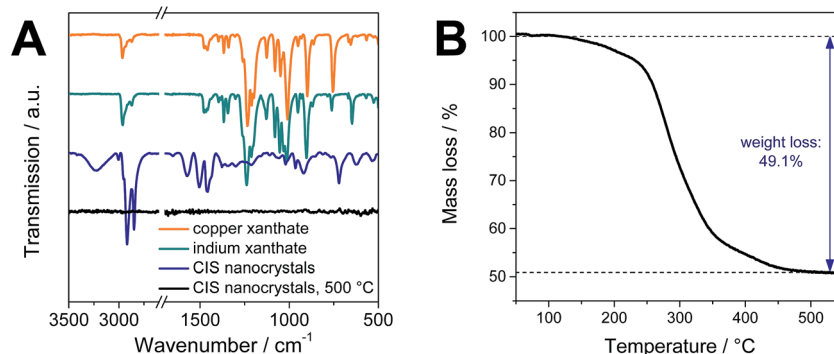 A
Transmission / a.u.
copper xanthate
indium xanthate
CIS nanocrystals
CIS nanocrystals, 500 °C
3500 3000 1500 1000 500
Wavenumber / cm-1
B
Mass loss / %
100
90
80
70
60
50
weight loss:
49.1%
100 200 300 400 500
Temperature / °C